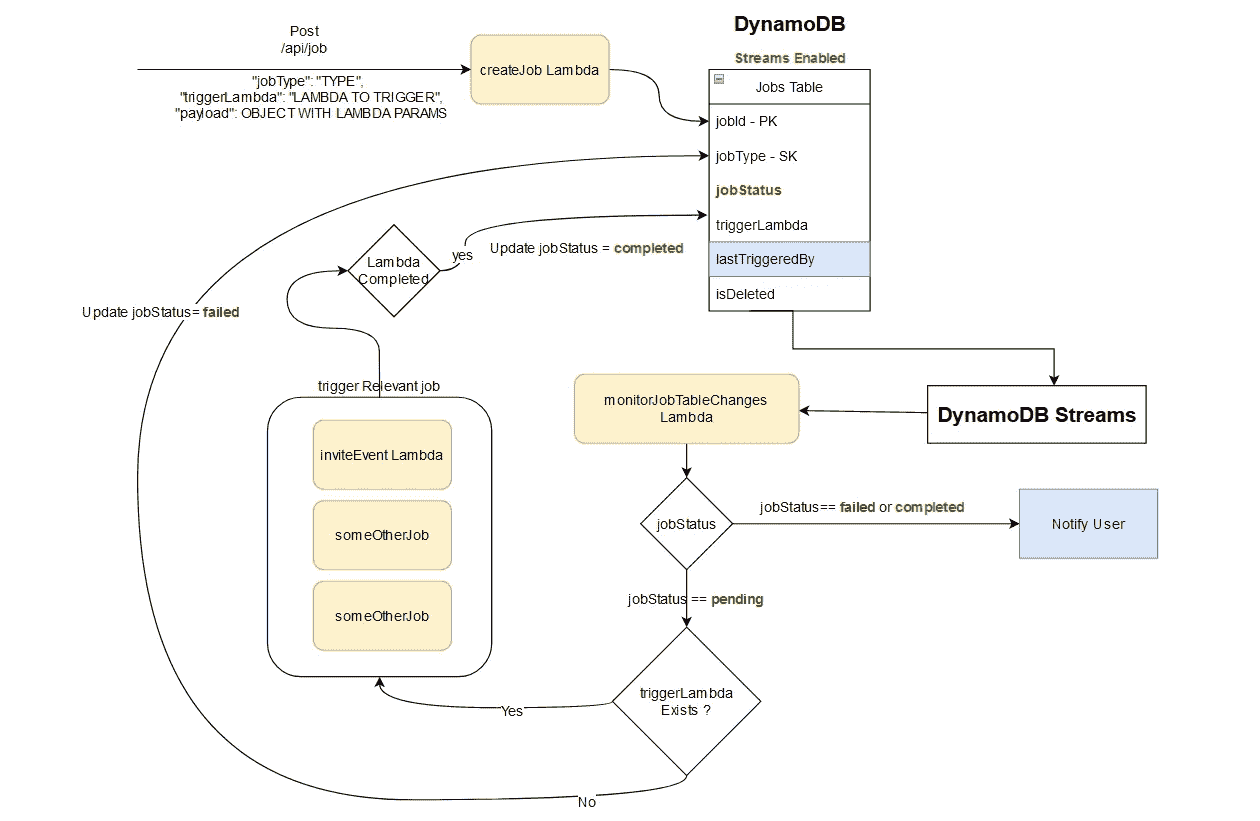 Post
/api/job
"jobType": "TYPE",
"triggerLambda": "LAMBDA TO TRIGGER",
"payload": OBJECT WITH LAMBDA PARAMS
createJob Lambda
DynamoDB
Streams Enabled
Jobs Table
jobId - PK
jobType - SK
jobStatus
triggerLambda
lastTriggeredBy
isDeleted
Lambda
Completed
yes
Update jobStatus = completed
Update jobStatus= failed
trigger Relevant job
inviteEvent Lambda
someOtherJob
someOtherJob
monitorJobTableChanges
Lambda
DynamoDB Streams
jobStatus
jobStatus== failed or completed
Notify User
jobStatus == pending
triggerLambda
Exists ?
Yes
No